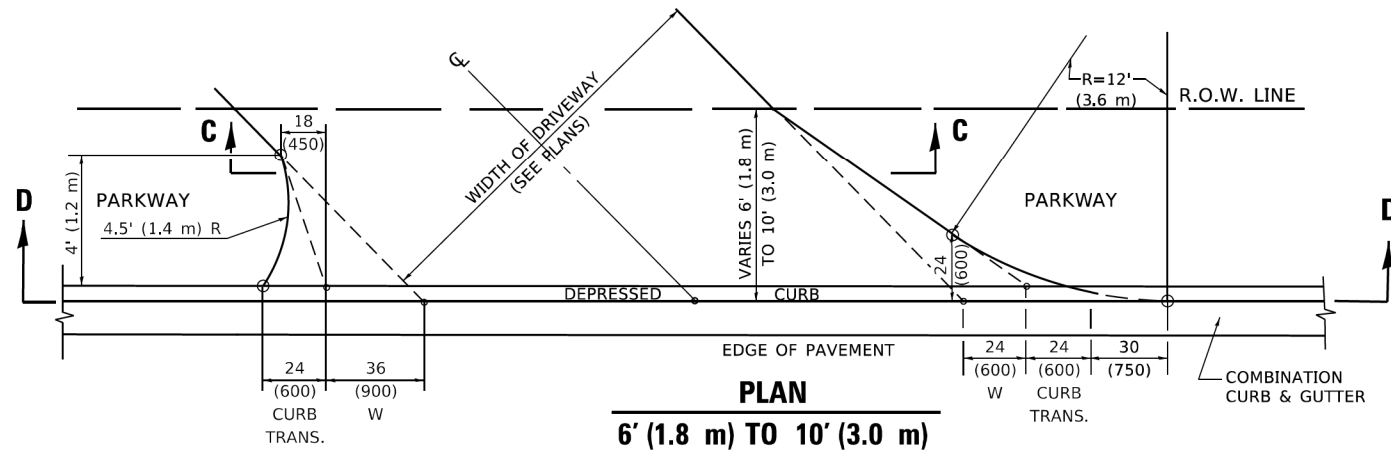 ℄
WIDTH OF DRIVEWAY
(SEE PLANS)
R=12'
(3.6 m)
R.O.W. LINE
C
18
(450)
C
4' (1.2 m)
PARKWAY
4.5' (1.4 m) R
VARIES 6' (1.8 m)
TO 10' (3.0 m)
PARKWAY
D
D
24
(600)
DEPRESSED CURB
EDGE OF PAVEMENT
24
(600)
CURB
TRANS.
36
(900)
W
24
(600)
W
24
(600)
CURB
TRANS.
30
(750)
COMBINATION
CURB & GUTTER
PLAN
6' (1.8 m) TO 10' (3.0 m)